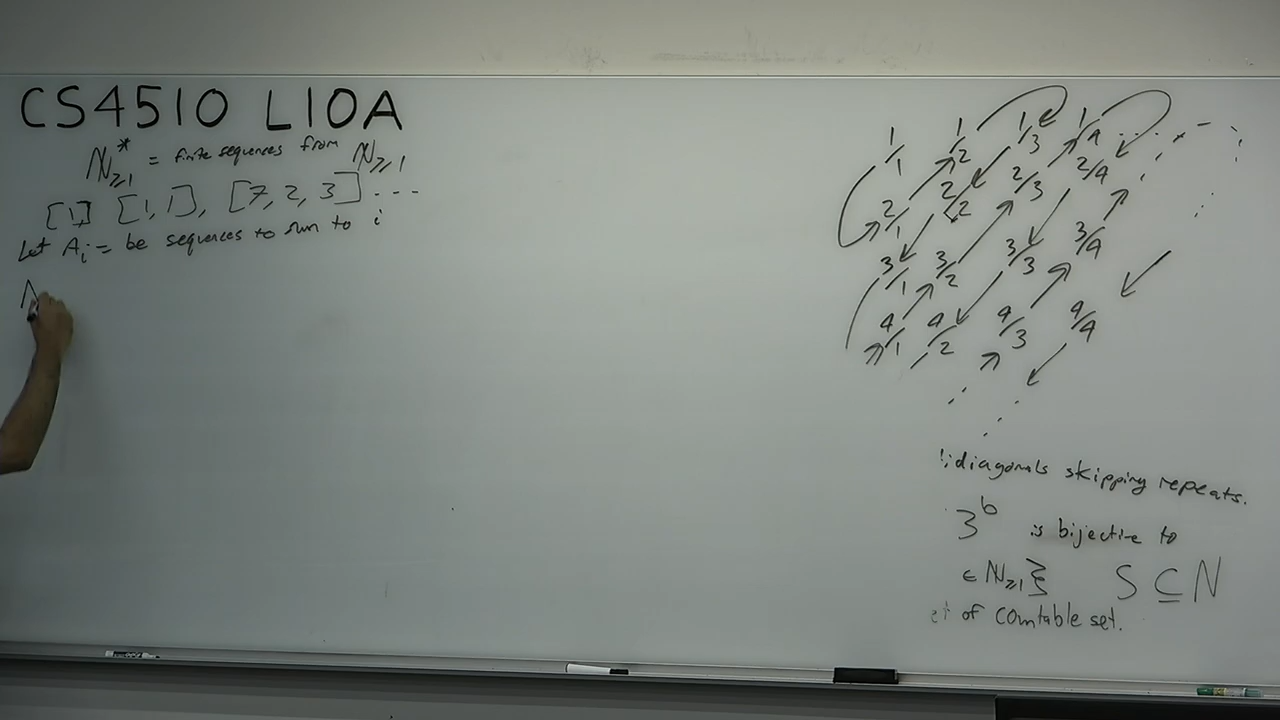 CS4510 L10A
ℕ*≥1 = finite sequences from ℕ≥1
[1] [1, 1], [7, 2, 3] ....
Let Aᵢ = be sequences to sum to i
1/1 1/2 1/3 1/4
2/1 2/2 2/3 2/4
3/1 3/2 3/3 3/4
4/1 4/2 4/3 4/4
diagonals skipping repeats.
3ᵇ is bijective to
∈ ℕ≥1} S ⊆ ℕ
of countable set.